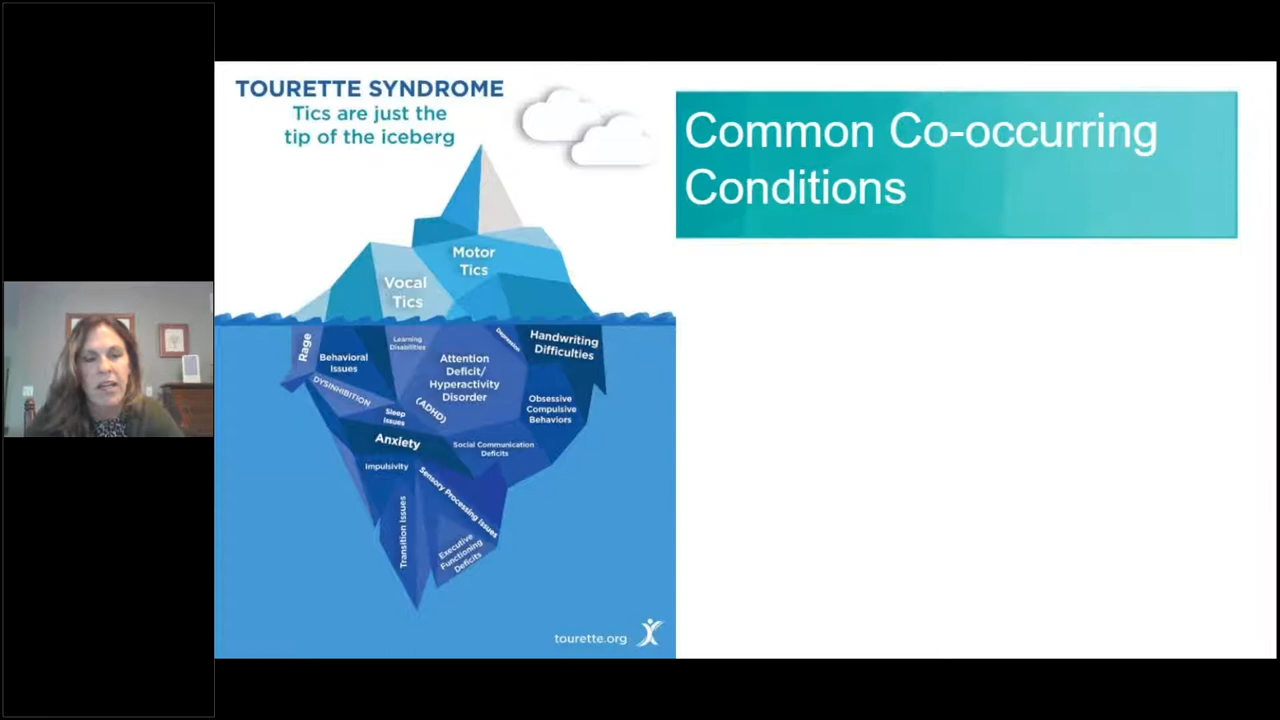 TOURETTE SYNDROME
Tics are just the
tip of the iceberg
Common Co-occurring
Conditions
Motor
Tics
Vocal
Tics
Rage
Behavioral
Issues
Learning
Disabilities
Depression
Handwriting
Difficulties
Attention
Deficit/
Hyperactivity
Disorder
(ADHD)
DYSINHIBITION
Sleep
Issues
Obsessive
Compulsive
Behaviors
Anxiety
Social Communication
Deficits
Impulsivity
Sensory Processing Issues
Transition Issues
Executive
Functioning
Deficits
tourette.org